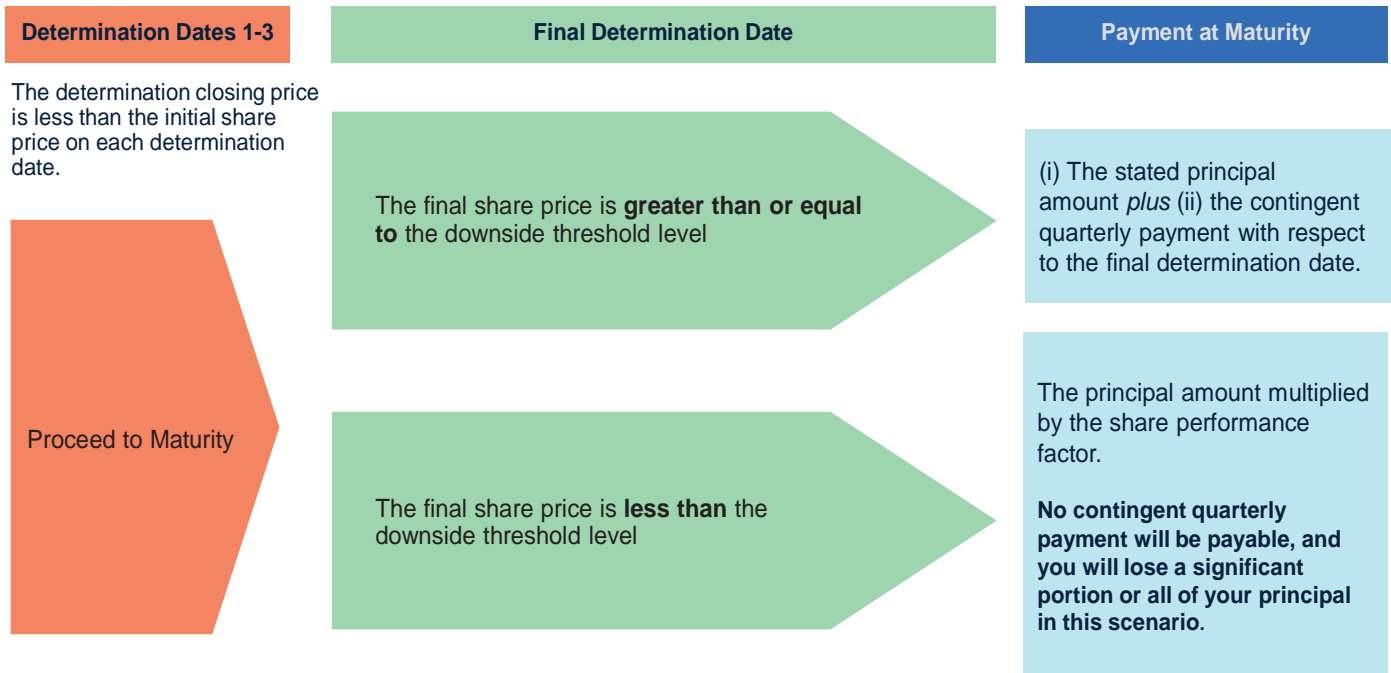 Determination Dates 1-3
Final Determination Date
Payment at Maturity
The determination closing price
is less than the initial share
price on each determination
date.
Proceed to Maturity
The final share price is greater than or equal
to the downside threshold level
(i) The stated principal
amount plus (ii) the contingent
quarterly payment with respect
to the final determination date.
The final share price is less than the
downside threshold level
The principal amount multiplied
by the share performance
factor.
No contingent quarterly
payment will be payable, and
you will lose a significant
portion or all of your principal
in this scenario.